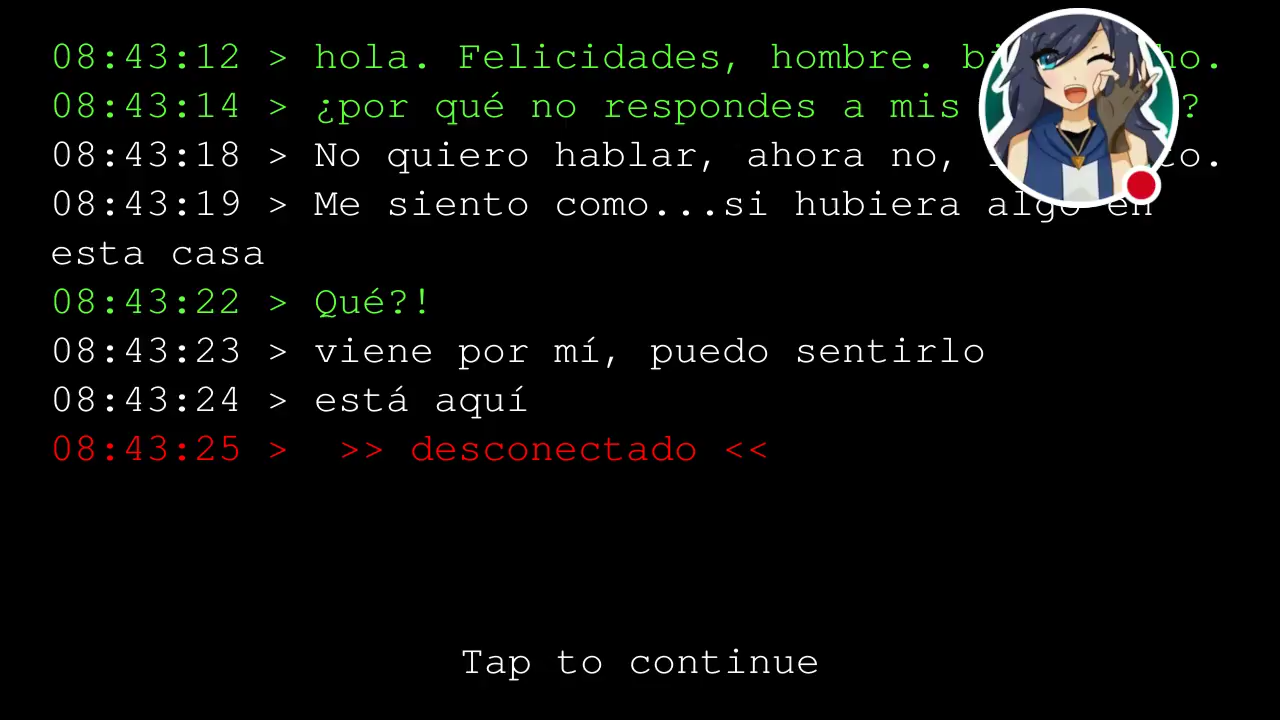 08:43:12 > hola. Felicidades, hombre.
08:43:14 > ¿por qué no respondes a mis ?
08:43:18 > No quiero hablar, ahora no,
08:43:19 > Me siento como...si hubiera algo en
esta casa
08:43:22 > Qué?!
08:43:23 > viene por mí, puedo sentirlo
08:43:24 > está aquí
08:43:25 > >> desconectado <<
Tap to continue